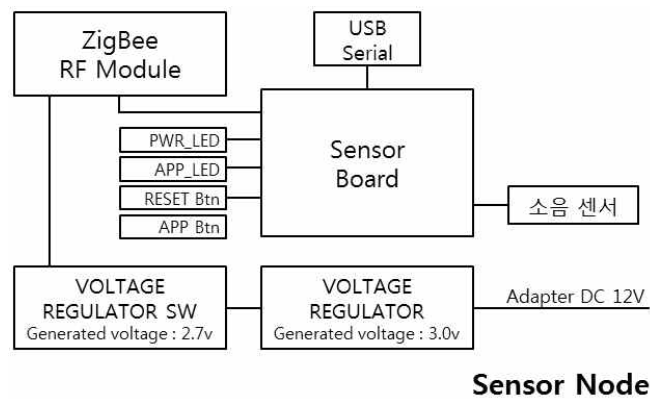 ZigBee
RF Module
USB
Serial
PWR_LED
APP_LED
RESET Btn
APP Btn
Sensor
Board
소음 센서
VOLTAGE
REGULATOR SW
Generated voltage : 2.7v
VOLTAGE
REGULATOR
Generated voltage : 3.0v
Adapter DC 12V
Sensor Node